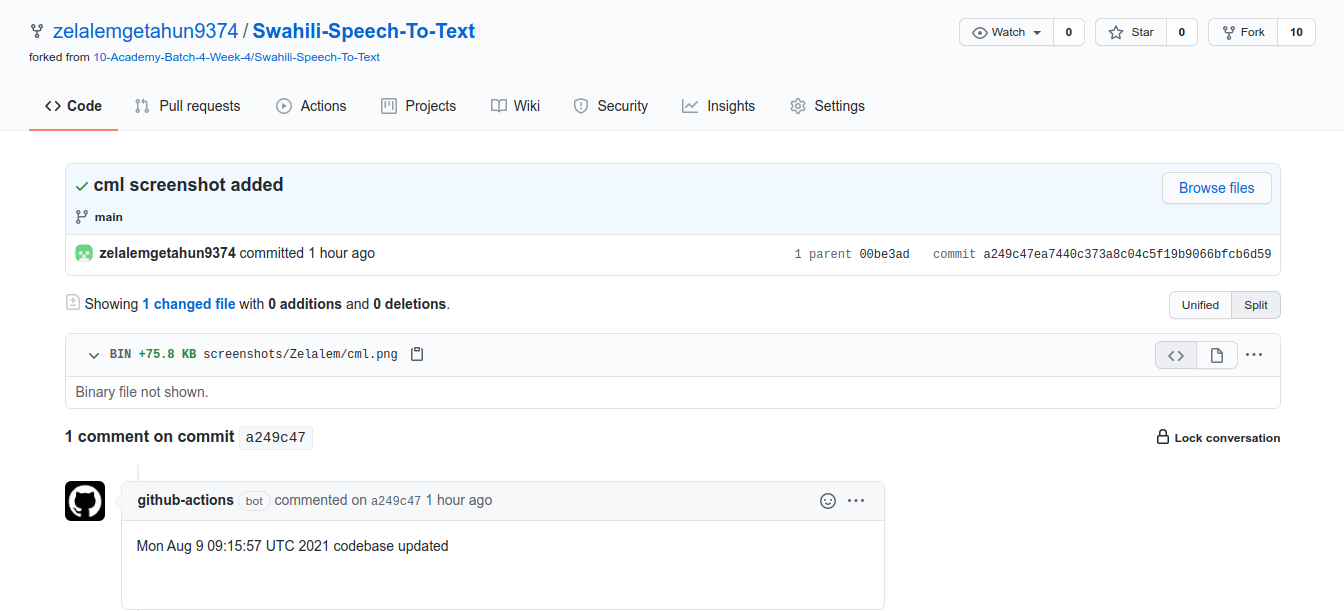 zelalemgetahun9374 / Swahili-Speech-To-Text
Watch 0 Star 0 Fork 10
forked from 10-Academy-Batch-4-Week-4/Swahili-Speech-To-Text
Code Pull requests Actions Projects Wiki Security Insights Settings
cml screenshot added
Browse files
main
zelalemgetahun9374 committed 1 hour ago 1 parent 00be3ad commit a249c47ea7440c373a8c04c5f19b9066bfcb6d59
Showing 1 changed file with 0 additions and 0 deletions. Unified Split
BIN +75.8 KB screenshots/Zelalem/cml.png
Binary file not shown.
1 comment on commit a249c47 Lock conversation
github-actions bot commented on a249c47 1 hour ago
Mon Aug 9 09:15:57 UTC 2021 codebase updated